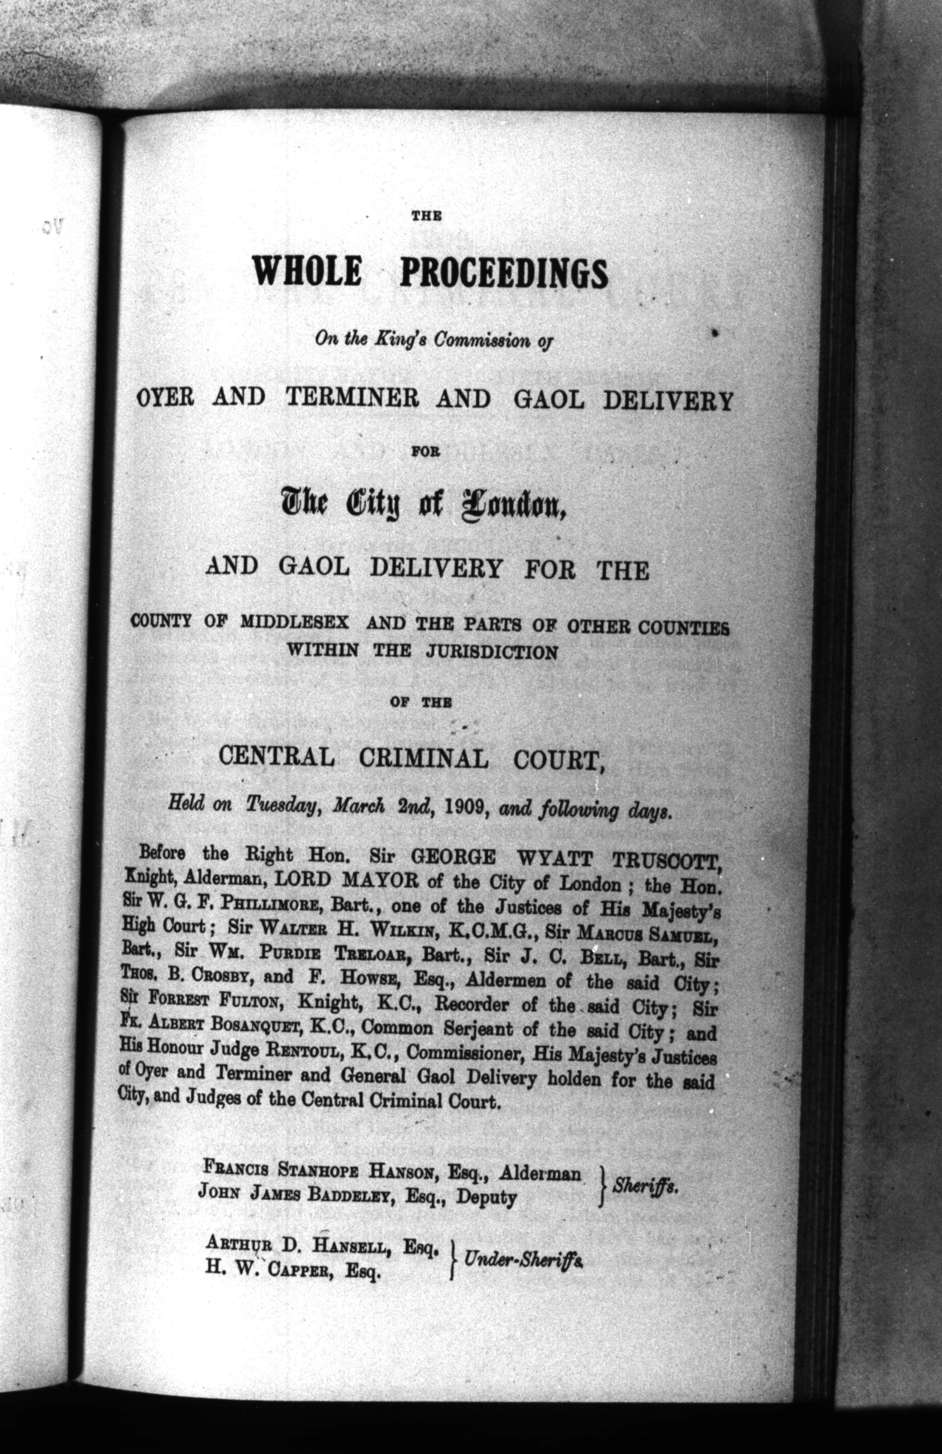 THE
WHOLE PROCEEDINGS
On the King's Commission of
OYER AND TERMINER AND GAOL DELIVERY
FOR
The City of London,
AND GAOL DELIVERY FOR THE
COUNTY OF MIDDLESEX AND THE PARTS OF OTHER COUNTIES
WITHIN THE JURISDICTION
OF THE
CENTRAL CRIMINAL COURT,
Held on Tuesday, March 2nd, 1909, and following days.
Before the Right Hon. Sir GEORGE WYATT TRUSCOTT,
Knight, Alderman, LORD MAYOR of the City of London ; the Hon.
Sir W. G. F. PHILLIMORE, Bart., one of the Justices of His Majesty's
High Court ; Sir WALTER H. WILKIN, K.C.M.G., Sir MARCUS SAMUEL,
Bart., Sir WM. PURDIE TRELOAR, Bart., Sir J. C. BELL, Bart., Sir
THOS. B. CROSBY, and F. HOWSE, Esq., Aldermen of the said City ;
Sir FORREST FULTON, Knight, K.C., Recorder of the said City ; Sir
FK. ALBERT BOSANQUET, K.C., Common Serjeant of the said City ; and
His Honour Judge RENTOUL, K.C., Commissioner, His Majesty's Justices
of Oyer and Terminer and General Gaol Delivery holden for the said
City, and Judges of the Central Criminal Court.
FRANCIS STANHOPE HANSON, Esq., Alderman
JOHN JAMES BADDELEY, Esq., Deputy } Sheriffs.
ARTHUR D. HANSELL, Esq.
H. W. CAPPER, Esq. } Under-Sheriffs.